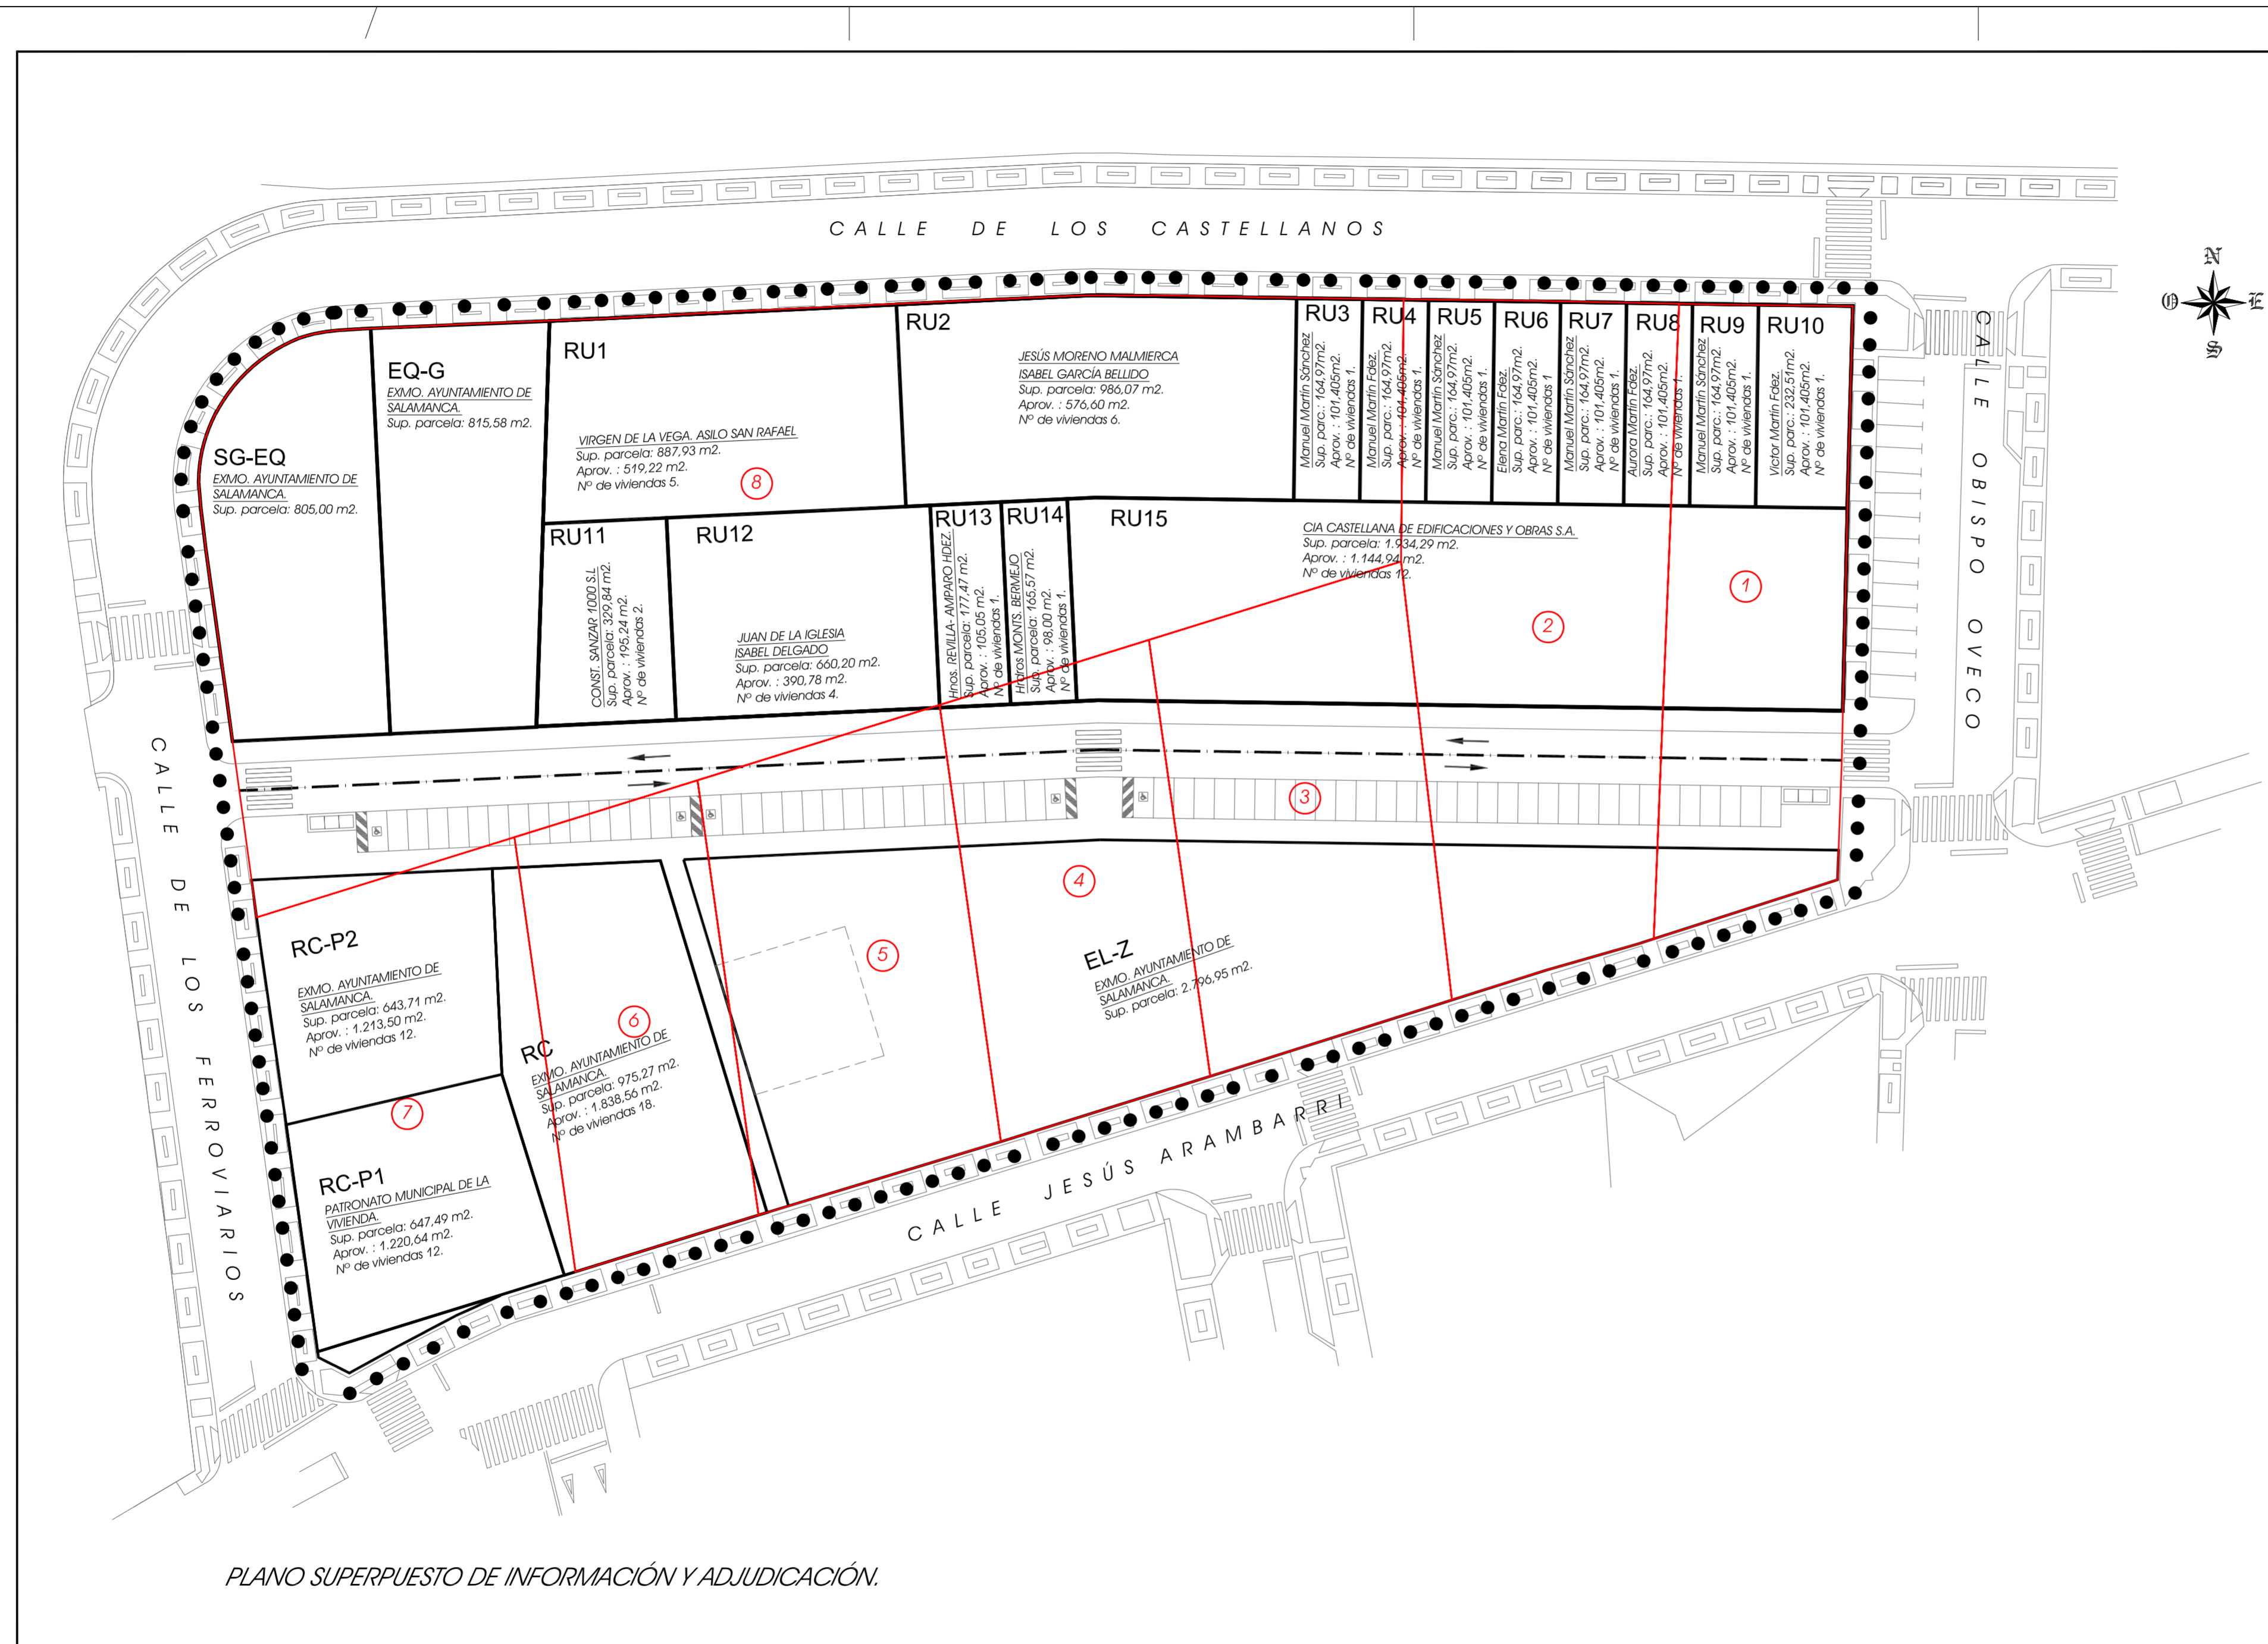 CALLE DE LOS CASTELLANOS
N
O
E
S
CALLE OBISPO OVECO
SG-EQ
EXMO. AYUNTAMIENTO DE
SALAMANCA.
Sup. parcela: 805,00 m2.
EQ-G
EXMO. AYUNTAMIENTO DE
SALAMANCA.
Sup. parcela: 815,58 m2.
RU1
VIRGEN DE LA VEGA. ASILO SAN RAFAEL
Sup. parcela: 887,93 m2.
Aprov. : 519,22 m2.
Nº de viviendas 5.
8
RU2
JESÚS MORENO MALMIERCA
ISABEL GARCÍA BELLIDO
Sup. parcela: 986,07 m2.
Aprov. : 576,60 m2.
Nº de viviendas 6.
RU3
Manuel Martín Sánchez
Sup. parc.: 164,97m2.
Aprov. : 101,405m2.
Nº de viviendas 1.
RU4
Manuel Martín Fdez.
Sup. parc.: 164,97m2.
Aprov. : 101,405m2.
Nº de viviendas 1.
RU5
Manuel Martín Sánchez
Sup. parc.: 164,97m2.
Aprov. : 101,405m2.
Nº de viviendas 1.
RU6
Elena Martín Fdez.
Sup. parc.: 164,97m2.
Aprov. : 101,405m2.
Nº de viviendas 1
RU7
Manuel Martín Sánchez
Sup. parc.: 164,97m2.
Aprov. : 101,405m2.
Nº de viviendas 1.
RU8
Aurora Martín Fdez.
Sup. parc.: 164,97m2.
Aprov. : 101,405m2.
Nº de viviendas 1.
RU9
Manuel Martín Sánchez
Sup. parc.: 164,97m2.
Aprov. : 101,405m2.
Nº de viviendas 1.
RU10
Victor Martín Fdez.
Sup. parc.: 232,51m2.
Aprov. : 101,405m2.
Nº de viviendas 1.
RU11
CONST. SANZAR 1000 S.L
Sup. parcela: 329,84 m2.
Aprov. : 195,24 m2.
Nº de viviendas 2.
RU12
JUAN DE LA IGLESIA
ISABEL DELGADO
Sup. parcela: 660,20 m2.
Aprov. : 390,78 m2.
Nº de viviendas 4.
RU13
Hnos. REVILLA- AMPARO HDEZ.
Sup. parcela: 177,47 m2.
Aprov. : 105,05 m2.
Nº de viviendas 1.
RU14
Hrdros MONTS. BERMEJO
Sup. parcela: 165,57 m2.
Aprov. : 98,00 m2.
Nº de viviendas 1.
RU15
CIA CASTELLANA DE EDIFICACIONES Y OBRAS S.A.
Sup. parcela: 1.934,29 m2.
Aprov. : 1.144,94 m2.
Nº de viviendas 12.
1
2
3
4
5
6
7
CALLE DE LOS FERROVIARIOS
RC-P2
EXMO. AYUNTAMIENTO DE
SALAMANCA.
Sup. parcela: 643,71 m2.
Aprov. : 1.213,50 m2.
Nº de viviendas 12.
RC
EXMO. AYUNTAMIENTO DE
SALAMANCA.
Sup. parcela: 975,27 m2.
Aprov. : 1.838,56 m2.
Nº de viviendas 18.
EL-Z
EXMO. AYUNTAMIENTO DE
SALAMANCA.
Sup. parcela: 2.796,95 m2.
RC-P1
PATRONATO MUNICIPAL DE LA
VIVIENDA.
Sup. parcela: 647,49 m2.
Aprov. : 1.220,64 m2.
Nº de viviendas 12.
CALLE JESÚS ARAMBARRI
PLANO SUPERPUESTO DE INFORMACIÓN Y ADJUDICACIÓN.